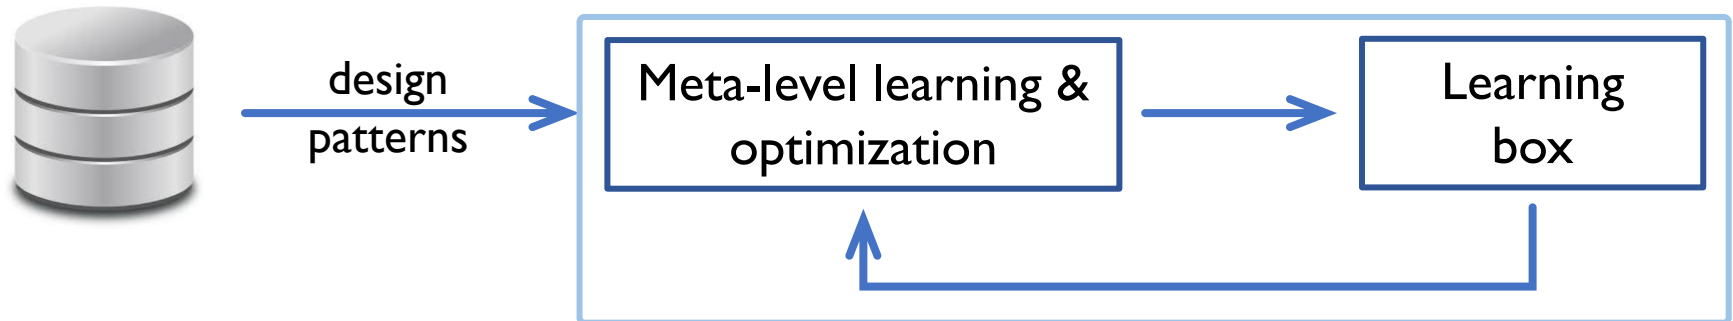 design
patterns
Meta-level learning &
optimization
Learning
box